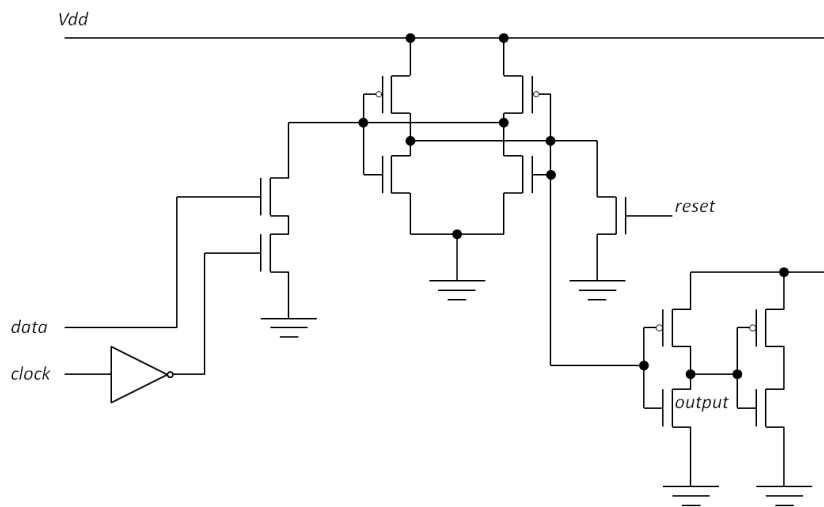 Vdd
reset
data
clock
output